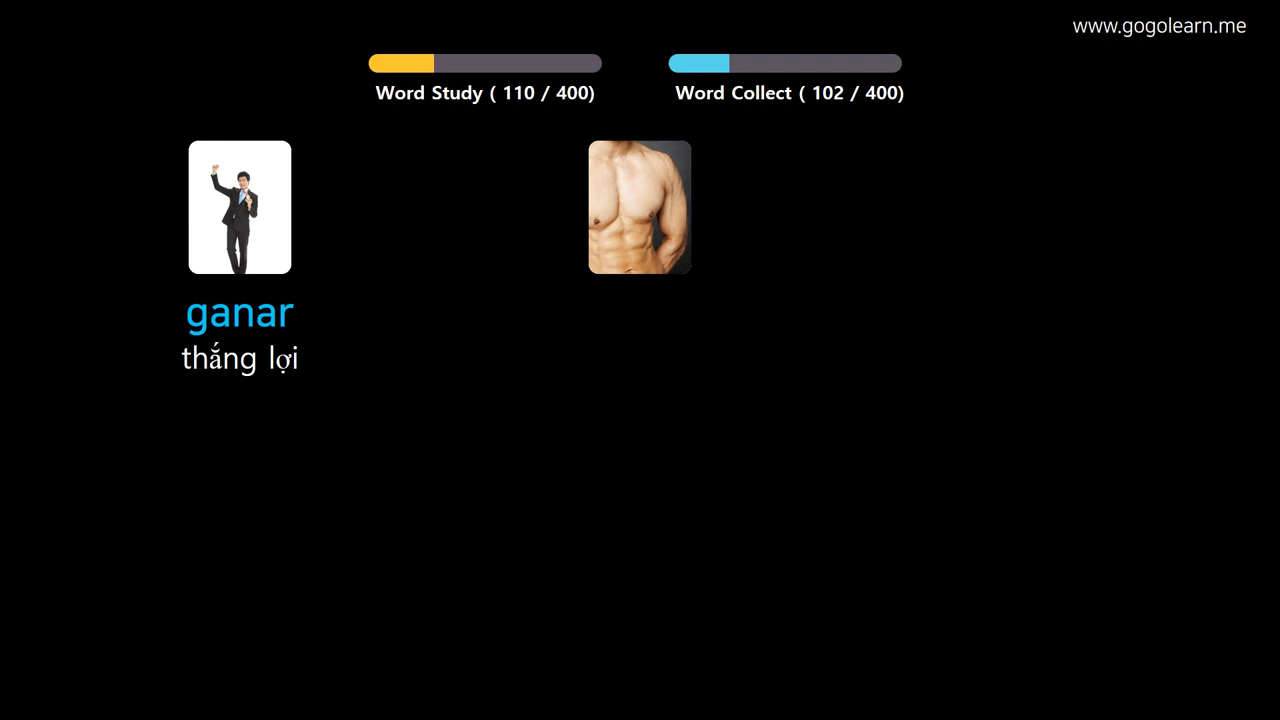 www.gogolearn.me
Word Study ( 110 / 400)
Word Collect ( 102 / 400)
ganar
thắng lợi